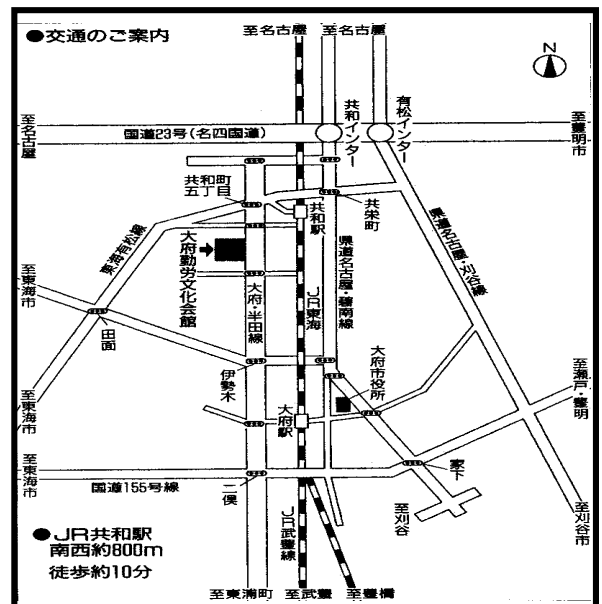 ●交通のご案内
至名古屋
至名古屋
N
至名古屋
国道23号(名四国道)
共和インター
有松インター
至豊明市
共和町
五丁目
共栄町
共和駅
東海有松線
大府勤労文化会館
大府・半田線
JR東海
県道名古屋・碧南線
県道名古屋・刈谷線
至東海市
田面
伊勢木
大府市役所
至瀬戸・豊明
至東海市
大府駅
至東海市
国道155号線
二俣
家下
至刈谷
至刈谷市
JR武豊線
●JR共和駅
南西約800m
徒歩約10分
至東浦町
至武豊
至豊橋